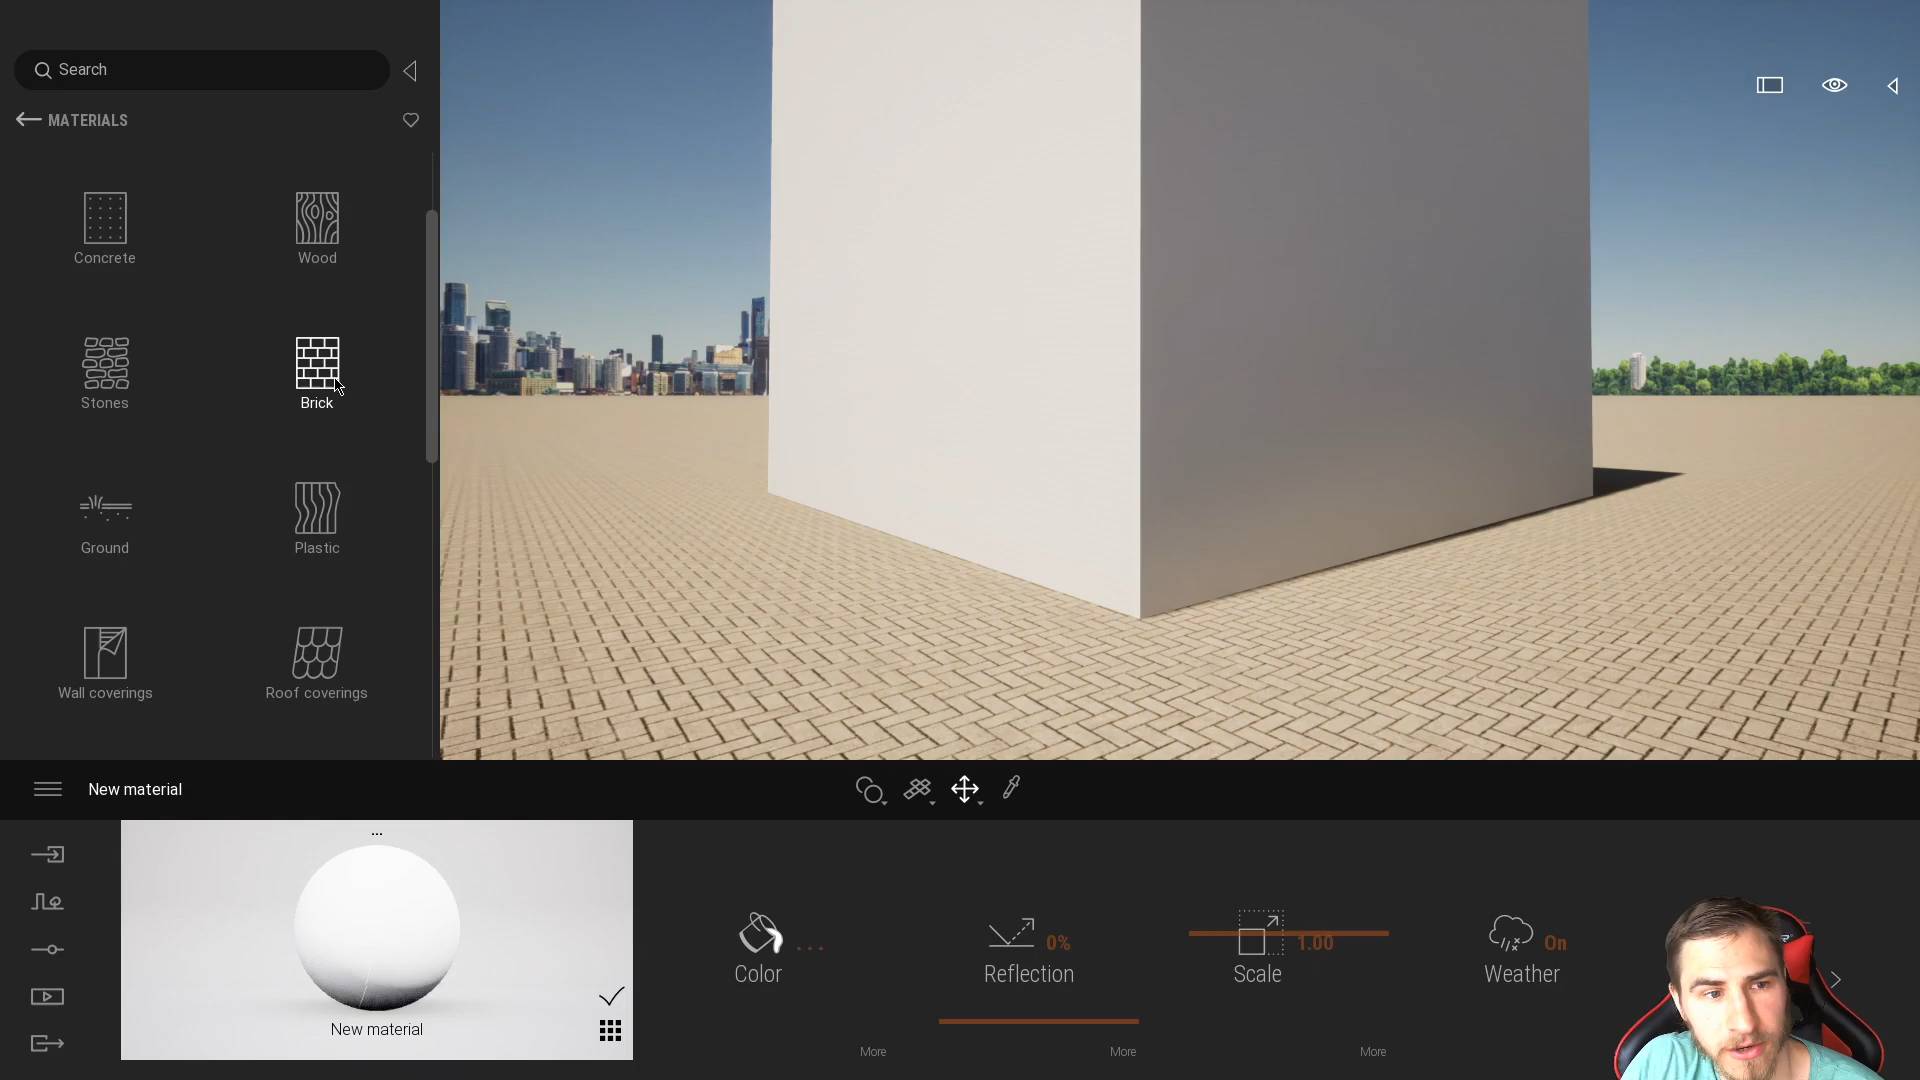 Search
MATERIALS
Concrete
Wood
Stones
Brick
Ground
Plastic
Wall coverings
Roof coverings
New material
...
New material
Color
...
Reflection
0%
Scale
1.00
Weather
On
More
More
More